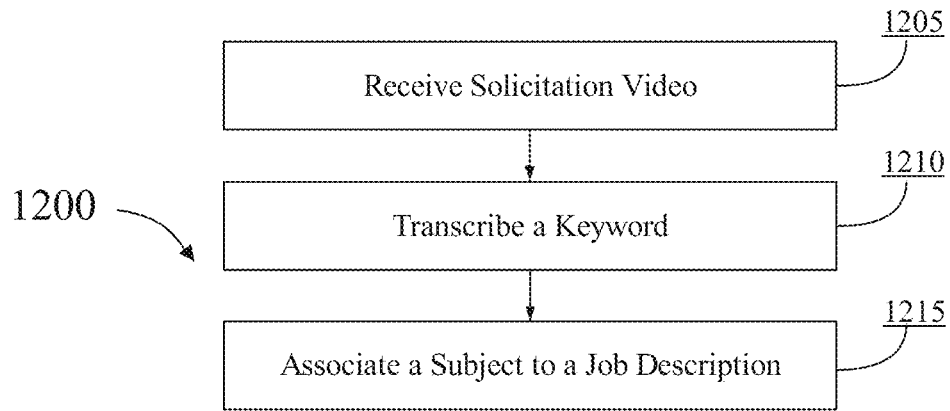 1205
Receive Solicitation Video
1210
1200
Transcribe a Keyword
1215
Associate a Subject to a Job Description